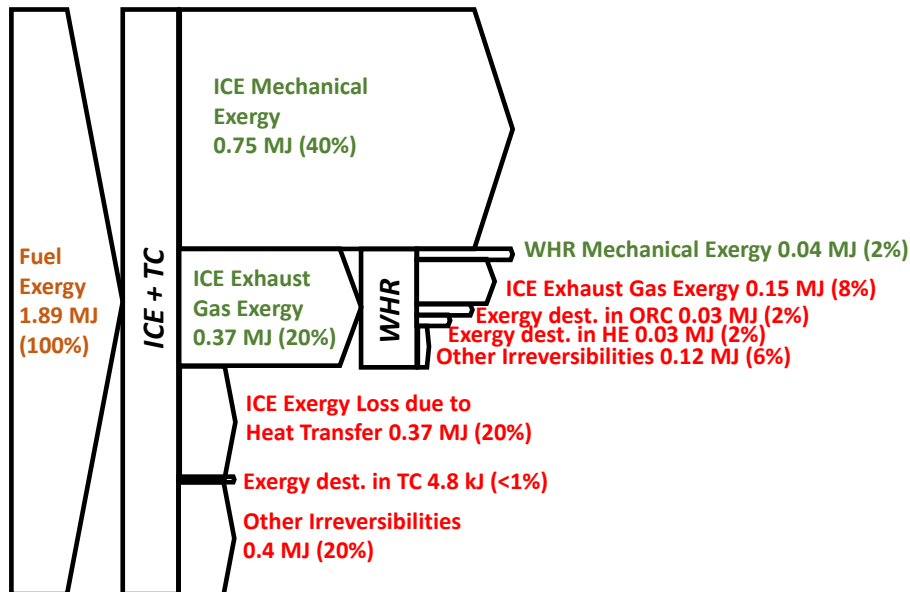 ICE Mechanical
Exergy
0.75 MJ (40%)
Fuel
Exergy
1.89 MJ
(100%)
ICE + TC
ICE Exhaust
Gas Exergy
0.37 MJ (20%)
WHR
WHR Mechanical Exergy 0.04 MJ (2%)
ICE Exhaust Gas Exergy 0.15 MJ (8%)
Exergy dest. in ORC 0.03 MJ (2%)
Exergy dest. in HE 0.03 MJ (2%)
Other Irreversibilities 0.12 MJ (6%)
ICE Exergy Loss due to
Heat Transfer 0.37 MJ (20%)
Exergy dest. in TC 4.8 kJ (<1%)
Other Irreversibilities
0.4 MJ (20%)